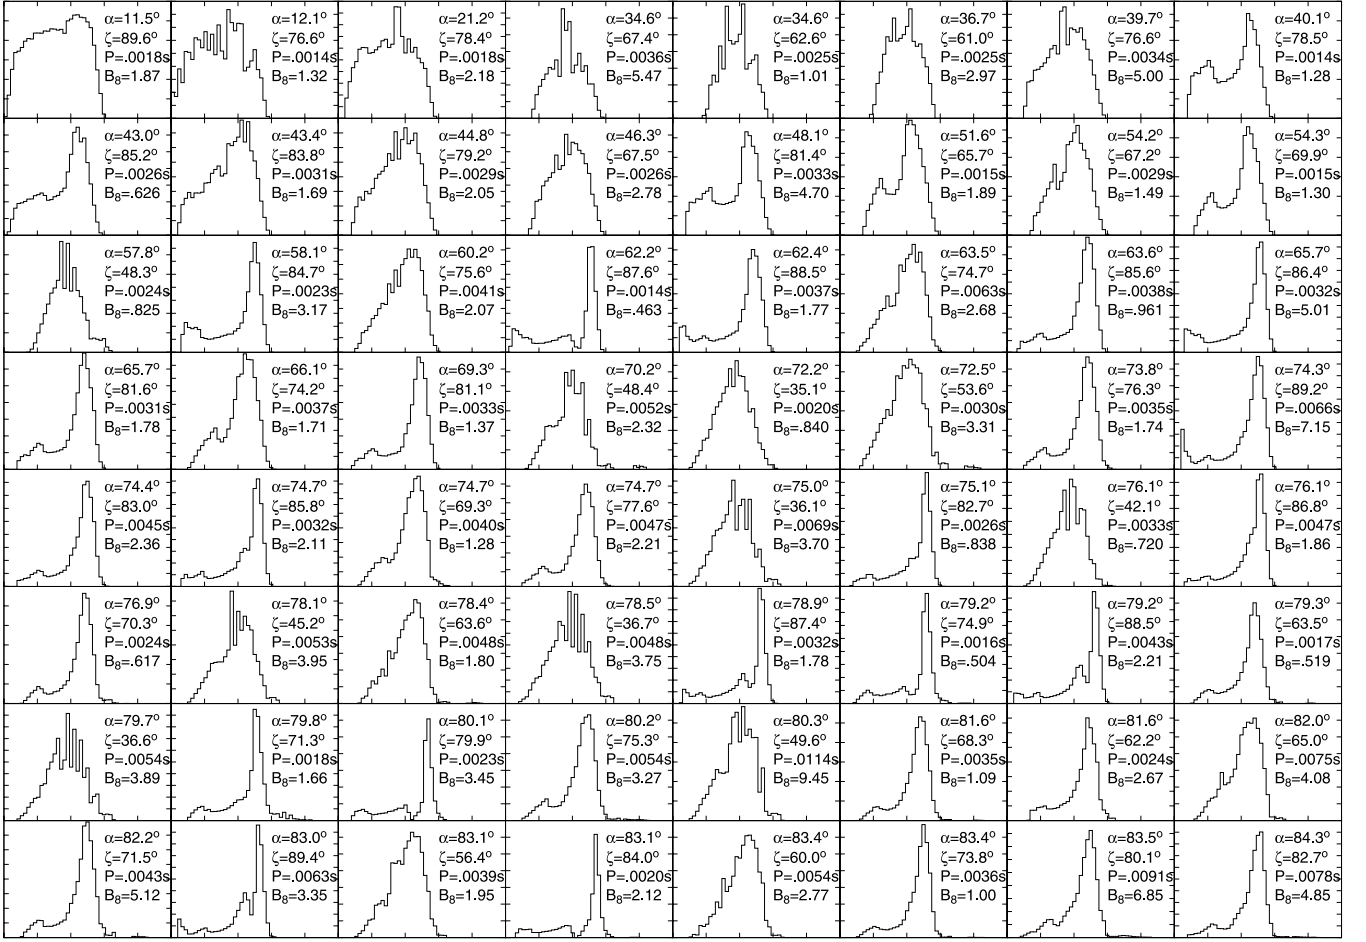 α=11.5°
ζ=89.6°
P=.0018s
B8=1.87
α=12.1°
ζ=76.6°
P=.0014s
B8=1.32
α=21.2°
ζ=78.4°
P=.0018s
B8=2.18
α=34.6°
ζ=67.4°
P=.0036s
B8=5.47
α=34.6°
ζ=62.6°
P=.0025s
B8=1.01
α=36.7°
ζ=61.0°
P=.0025s
B8=2.97
α=39.7°
ζ=76.6°
P=.0034s
B8=5.00
α=40.1°
ζ=78.5°
P=.0014s
B8=1.28
α=43.0°
ζ=85.2°
P=.0026s
B8=.626
α=43.4°
ζ=83.8°
P=.0031s
B8=1.69
α=44.8°
ζ=79.2°
P=.0029s
B8=2.05
α=46.3°
ζ=67.5°
P=.0026s
B8=2.78
α=48.1°
ζ=81.4°
P=.0033s
B8=4.70
α=51.6°
ζ=65.7°
P=.0015s
B8=1.89
α=54.2°
ζ=67.2°
P=.0029s
B8=1.49
α=54.3°
ζ=69.9°
P=.0015s
B8=1.30
α=57.8°
ζ=48.3°
P=.0024s
B8=.825
α=58.1°
ζ=84.7°
P=.0023s
B8=3.17
α=60.2°
ζ=75.6°
P=.0041s
B8=2.07
α=62.2°
ζ=87.6°
P=.0014s
B8=.463
α=62.4°
ζ=88.5°
P=.0037s
B8=1.77
α=63.5°
ζ=74.7°
P=.0063s
B8=2.68
α=63.6°
ζ=85.6°
P=.0038s
B8=.961
α=65.7°
ζ=86.4°
P=.0032s
B8=5.01
α=65.7°
ζ=81.6°
P=.0031s
B8=1.78
α=66.1°
ζ=74.2°
P=.0037s
B8=1.71
α=69.3°
ζ=81.1°
P=.0033s
B8=1.37
α=70.2°
ζ=48.4°
P=.0052s
B8=2.32
α=72.2°
ζ=35.1°
P=.0020s
B8=.840
α=72.5°
ζ=53.6°
P=.0030s
B8=3.31
α=73.8°
ζ=76.3°
P=.0035s
B8=1.74
α=74.3°
ζ=89.2°
P=.0066s
B8=7.15
α=74.4°
ζ=83.0°
P=.0045s
B8=2.36
α=74.7°
ζ=85.8°
P=.0032s
B8=2.11
α=74.7°
ζ=69.3°
P=.0040s
B8=1.28
α=74.7°
ζ=77.6°
P=.0047s
B8=2.21
α=75.0°
ζ=36.1°
P=.0069s
B8=3.70
α=75.1°
ζ=82.7°
P=.0026s
B8=.838
α=76.1°
ζ=42.1°
P=.0033s
B8=.720
α=76.1°
ζ=86.8°
P=.0047s
B8=1.86
α=76.9°
ζ=70.3°
P=.0024s
B8=.617
α=78.1°
ζ=45.2°
P=.0053s
B8=3.95
α=78.4°
ζ=63.6°
P=.0048s
B8=1.80
α=78.5°
ζ=36.7°
P=.0048s
B8=3.75
α=78.9°
ζ=87.4°
P=.0032s
B8=1.78
α=79.2°
ζ=74.9°
P=.0016s
B8=.504
α=79.2°
ζ=88.5°
P=.0043s
B8=2.21
α=79.3°
ζ=63.5°
P=.0017s
B8=.519
α=79.7°
ζ=36.6°
P=.0054s
B8=3.89
α=79.8°
ζ=71.3°
P=.0018s
B8=1.66
α=80.1°
ζ=79.9°
P=.0023s
B8=3.45
α=80.2°
ζ=75.3°
P=.0054s
B8=3.27
α=80.3°
ζ=49.6°
P=.0114s
B8=9.45
α=81.6°
ζ=68.3°
P=.0035s
B8=1.09
α=81.6°
ζ=62.2°
P=.0024s
B8=2.67
α=82.0°
ζ=65.0°
P=.0075s
B8=4.08
α=82.2°
ζ=71.5°
P=.0043s
B8=5.12
α=83.0°
ζ=89.4°
P=.0063s
B8=3.35
α=83.1°
ζ=56.4°
P=.0039s
B8=1.95
α=83.1°
ζ=84.0°
P=.0020s
B8=2.12
α=83.4°
ζ=60.0°
P=.0054s
B8=2.77
α=83.4°
ζ=73.8°
P=.0036s
B8=1.00
α=83.5°
ζ=80.1°
P=.0091s
B8=6.85
α=84.3°
ζ=82.7°
P=.0078s
B8=4.85